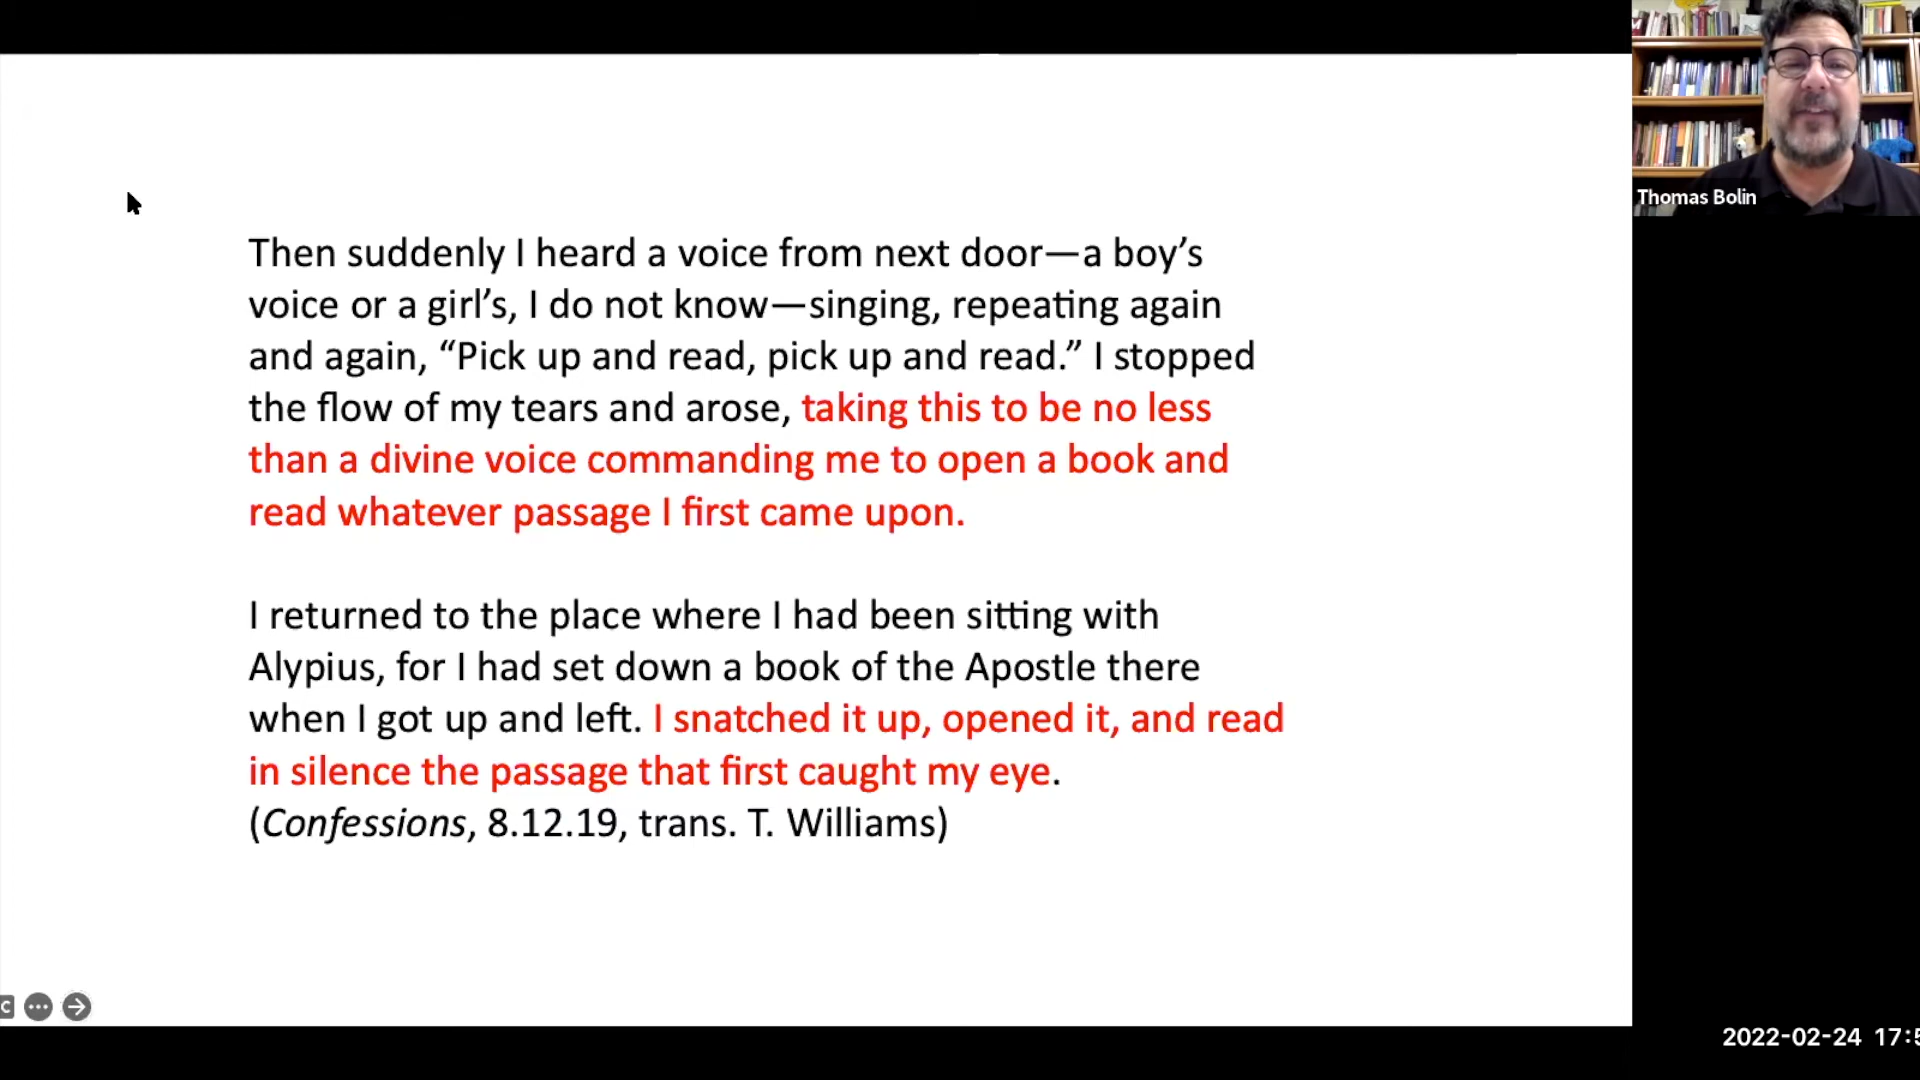 Then suddenly I heard a voice from next door—a boy’s
voice or a girl’s, I do not know—singing, repeating again
and again, “Pick up and read, pick up and read.” I stopped
the flow of my tears and arose, taking this to be no less
than a divine voice commanding me to open a book and
read whatever passage I first came upon.
I returned to the place where I had been sitting with
Alypius, for I had set down a book of the Apostle there
when I got up and left. I snatched it up, opened it, and read
in silence the passage that first caught my eye.
(Confessions, 8.12.19, trans. T. Williams)
Thomas Bolin
2022-02-24 17:5